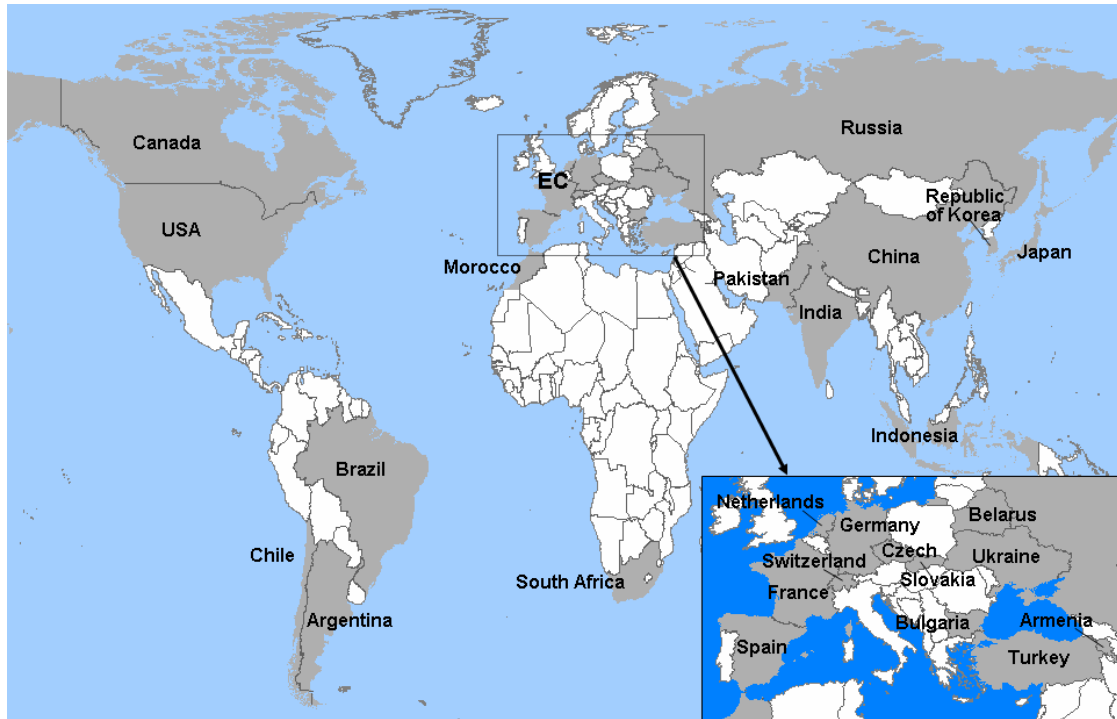 Canada
Russia
EC
Republic
of Korea
USA
Japan
China
Morocco
Pakistan
India
Indonesia
Brazil
Chile
South Africa
Argentina
Netherlands
Germany
Belarus
Switzerland
Czech
Ukraine
Slovakia
France
Bulgaria
Armenia
Spain
Turkey